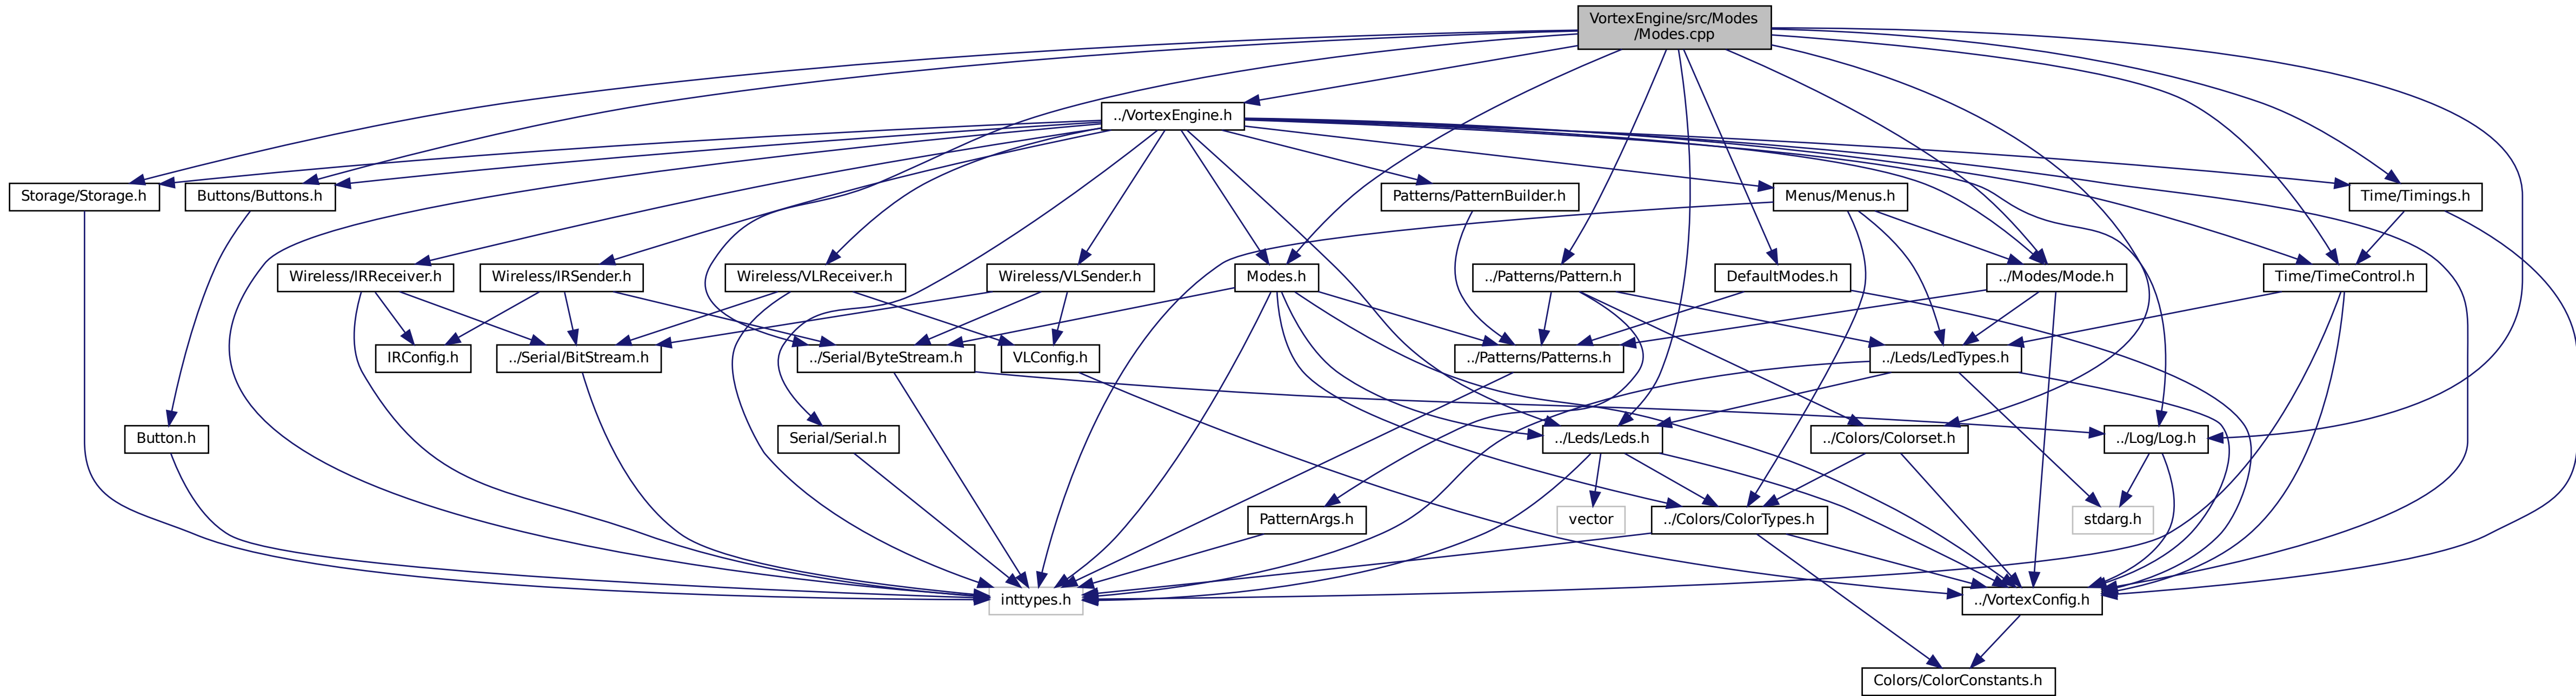 VortexEngine/src/Modes
/Modes.cpp
../VortexEngine.h
Storage/Storage.h
Buttons/Buttons.h
Patterns/PatternBuilder.h
Menus/Menus.h
Time/Timings.h
Wireless/IRReceiver.h
Wireless/IRSender.h
Wireless/VLReceiver.h
Wireless/VLSender.h
Modes.h
../Patterns/Pattern.h
DefaultModes.h
../Modes/Mode.h
Time/TimeControl.h
IRConfig.h
../Serial/BitStream.h
../Serial/ByteStream.h
VLConfig.h
../Patterns/Patterns.h
../Leds/LedTypes.h
Button.h
Serial/Serial.h
../Leds/Leds.h
../Colors/Colorset.h
../Log/Log.h
PatternArgs.h
vector
../Colors/ColorTypes.h
stdarg.h
inttypes.h
../VortexConfig.h
Colors/ColorConstants.h